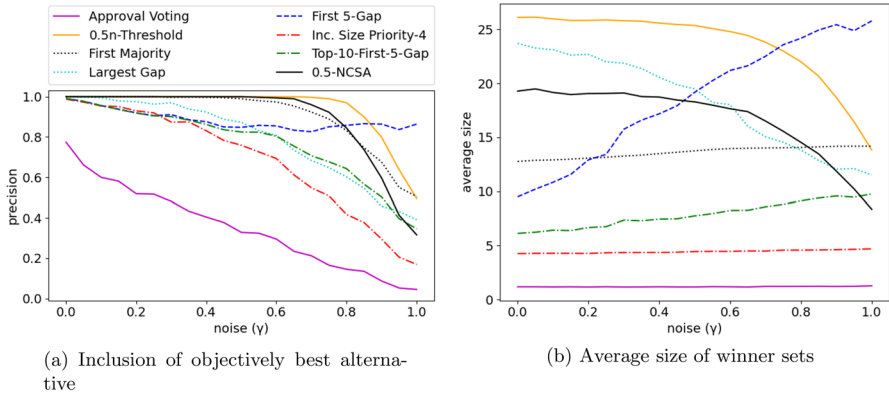 Approval Voting
0.5n-Threshold
First Majority
Largest Gap
First 5-Gap
Inc. Size Priority-4
Top-10-First-5-Gap
0.5-NCSA
1.0
0.8
0.6
0.4
0.2
0.0
precision
0.0 0.2 0.4 0.6 0.8 1.0
noise (γ)
(a) Inclusion of objectively best alterna-
tive
25
20
15
10
5
0
average size
0.0 0.2 0.4 0.6 0.8 1.0
noise (γ)
(b) Average size of winner sets